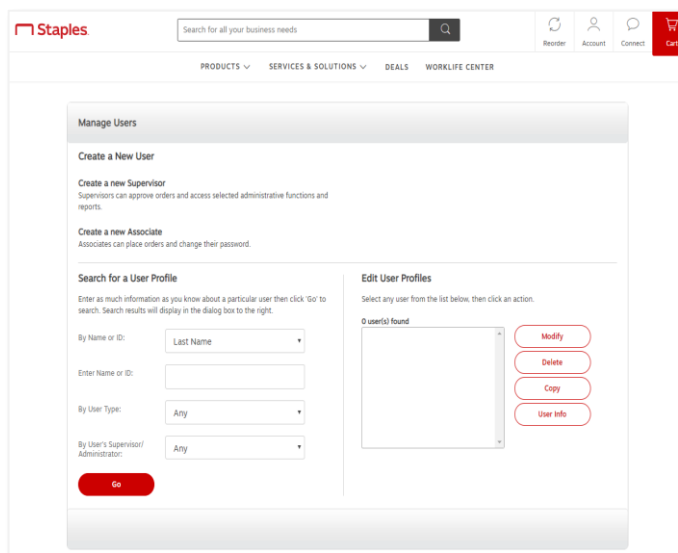 Staples.
Search for all your business needs
Reorder
Account
Connect
Cart
PRODUCTS
SERVICES & SOLUTIONS
DEALS
WORKLIFE CENTER
Manage Users
Create a New User
Create a new Supervisor
Supervisors can approve orders and access selected administrative functions and
reports.
Create a new Associate
Associates can place orders and change their password.
Search for a User Profile
Enter as much information as you know about a particular user then click 'Go' to
search. Search results will display in the dialog box to the right.
By Name or ID:
Last Name
Enter Name or ID:
By User Type:
Any
By User's Supervisor/
Administrator:
Any
Go
Edit User Profiles
Select any user from the list below, then click an action.
0 user(s) found
Modify
Delete
Copy
User Info